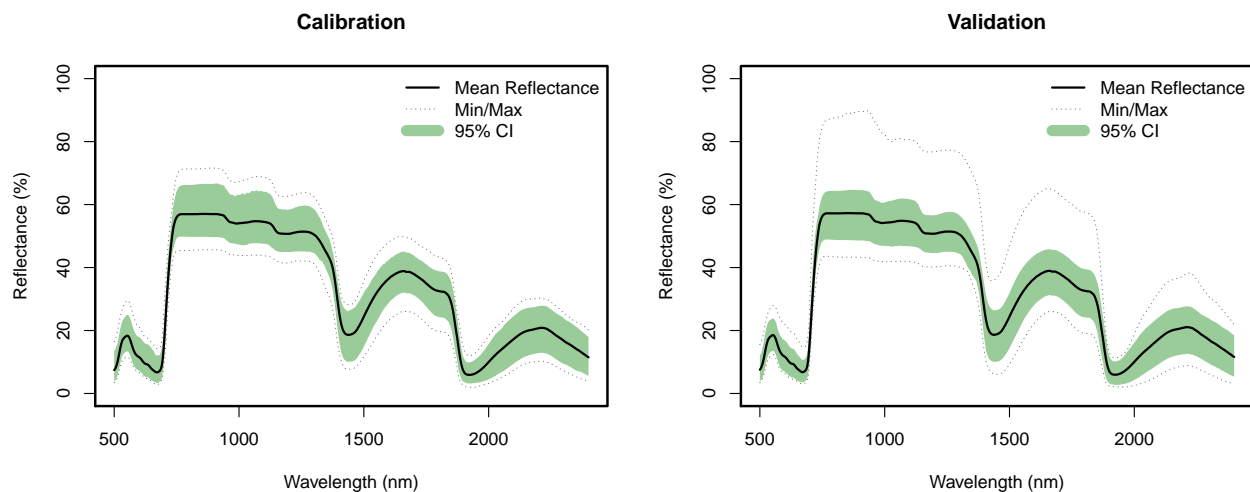 Calibration
Reflectance (%)
100
80
60
40
20
0
Mean Reflectance
Min/Max
95% CI
500 1000 1500 2000
Wavelength (nm)
Validation
Reflectance (%)
100
80
60
40
20
0
Mean Reflectance
Min/Max
95% CI
500 1000 1500 2000
Wavelength (nm)